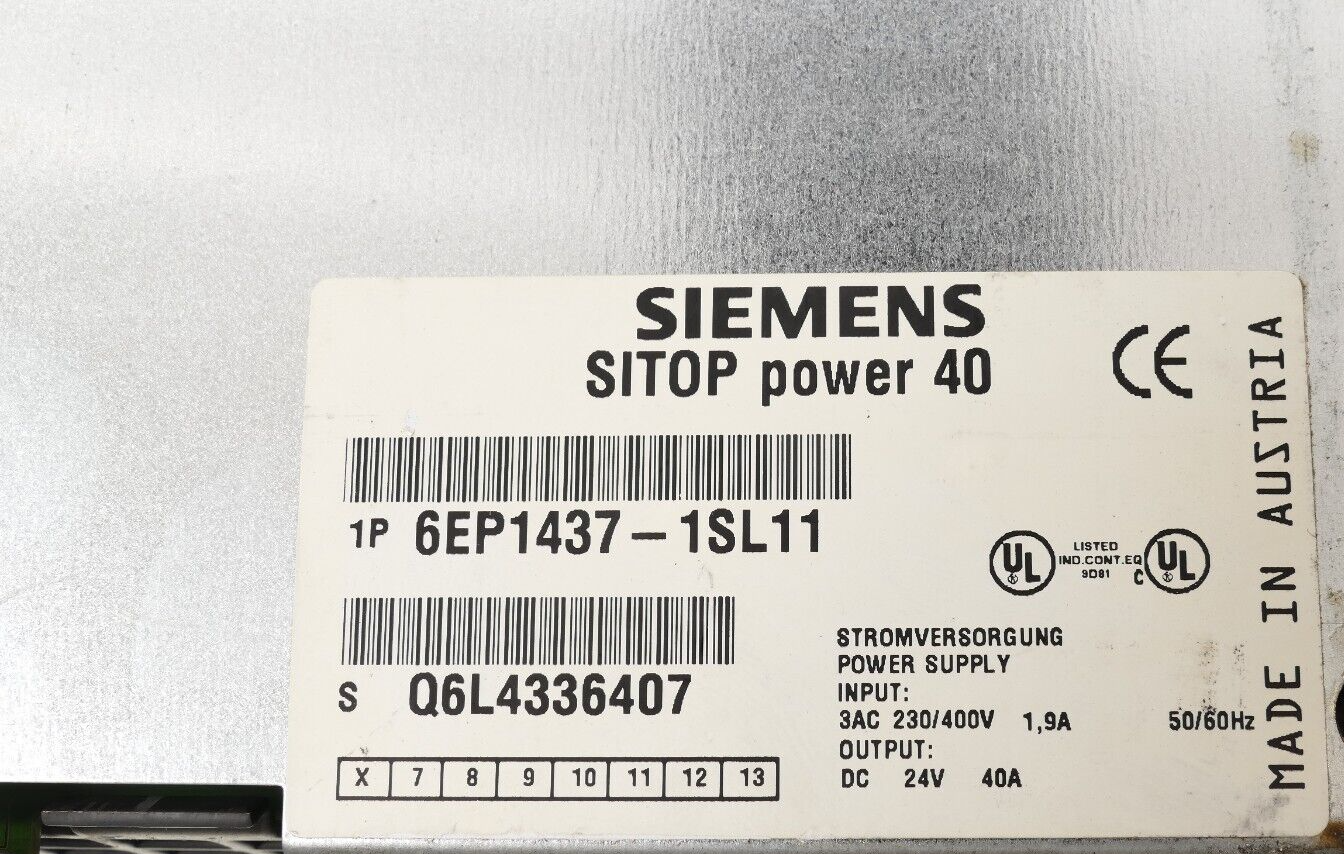 SIEMENS
SITOP power 40
CE
1P 6EP1437-1SL11
UL LISTED UL
IND.CONT.EQ
9D81 C
S Q6L4336407
STROMVERSORGUNG
POWER SUPPLY
INPUT:
3AC 230/400V 1,9A 50/60Hz
OUTPUT:
DC 24V 40A
X 7 8 9 10 11 12 13
MADE IN AUSTRIA